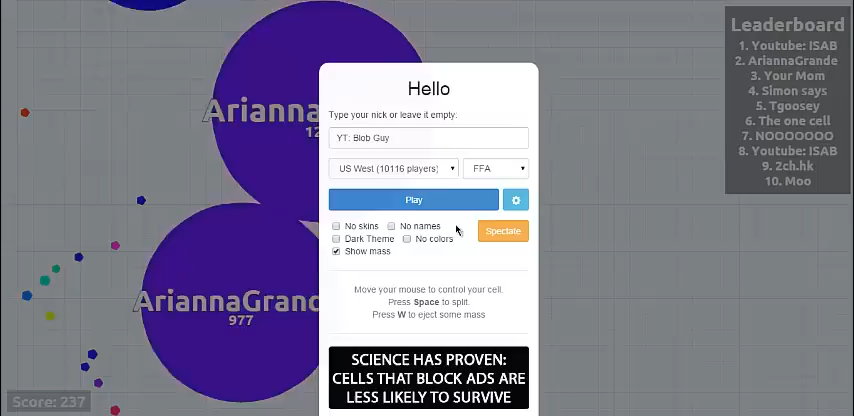 Leaderboard
1. Youtube: ISAB
2. AriannaGrande
3. Your Mom
4. Simon says
5. Tgoosey
6. The one cell
7. NOOOOOOO
8. Youtube: ISAB
9. 2ch.hk
10. Moo
Hello
Type your nick or leave it empty:
YT: Blob Guy
US West (10116 players) FFA
Play
No skins No names
Spectate
Dark Theme No colors
Show mass
Move your mouse to control your cell.
Press Space to split.
Press W to eject some mass
SCIENCE HAS PROVEN:
CELLS THAT BLOCK ADS ARE
LESS LIKELY TO SURVIVE
Arianna
12
AriannaGrand
977
Score: 237